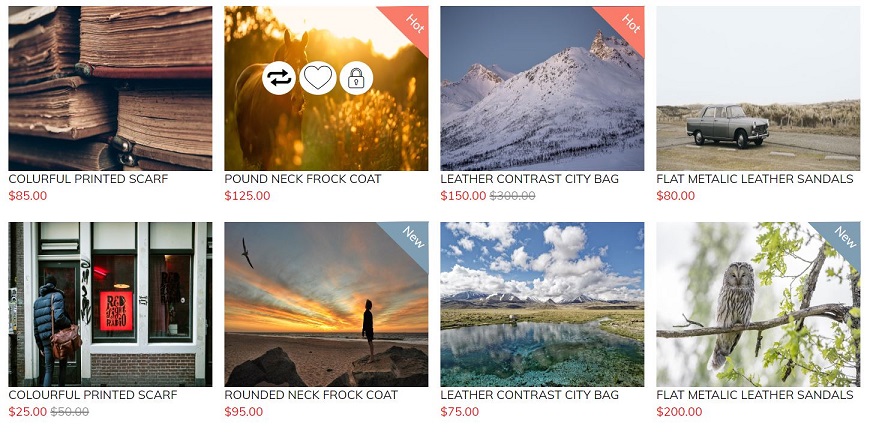 Hot
Hot
COLURFUL PRINTED SCARF
$85.00
POUND NECK FROCK COAT
$125.00
LEATHER CONTRAST CITY BAG
$150.00 $300.00
FLAT METALIC LEATHER SANDALS
$80.00
New
New
RED
LIGHT
RADIO
COLOURFUL PRINTED SCARF
$25.00 $50.00
ROUNDED NECK FROCK COAT
$95.00
LEATHER CONTRAST CITY BAG
$75.00
FLAT METALIC LEATHER SANDALS
$200.00